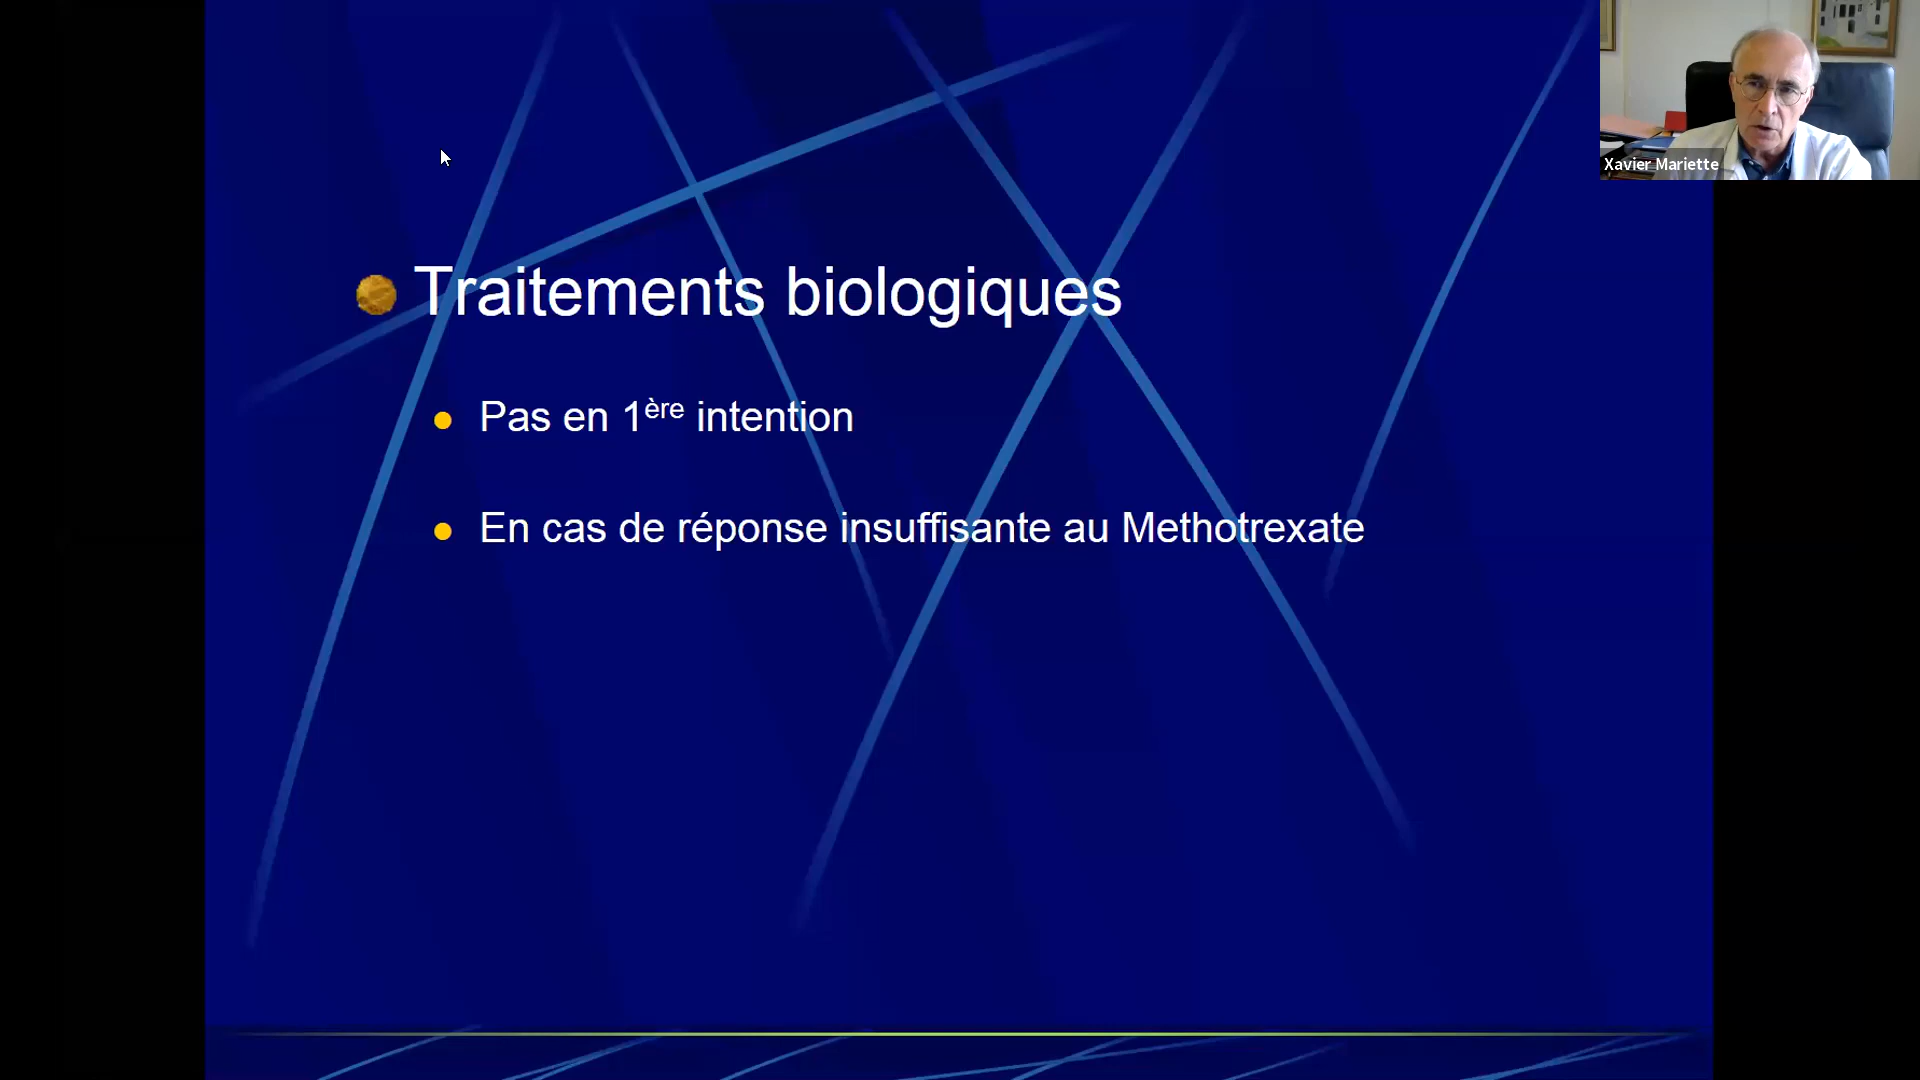 Xavier Mariette
Traitements biologiques
Pas en 1ère intention
En cas de réponse insuffisante au Methotrexate